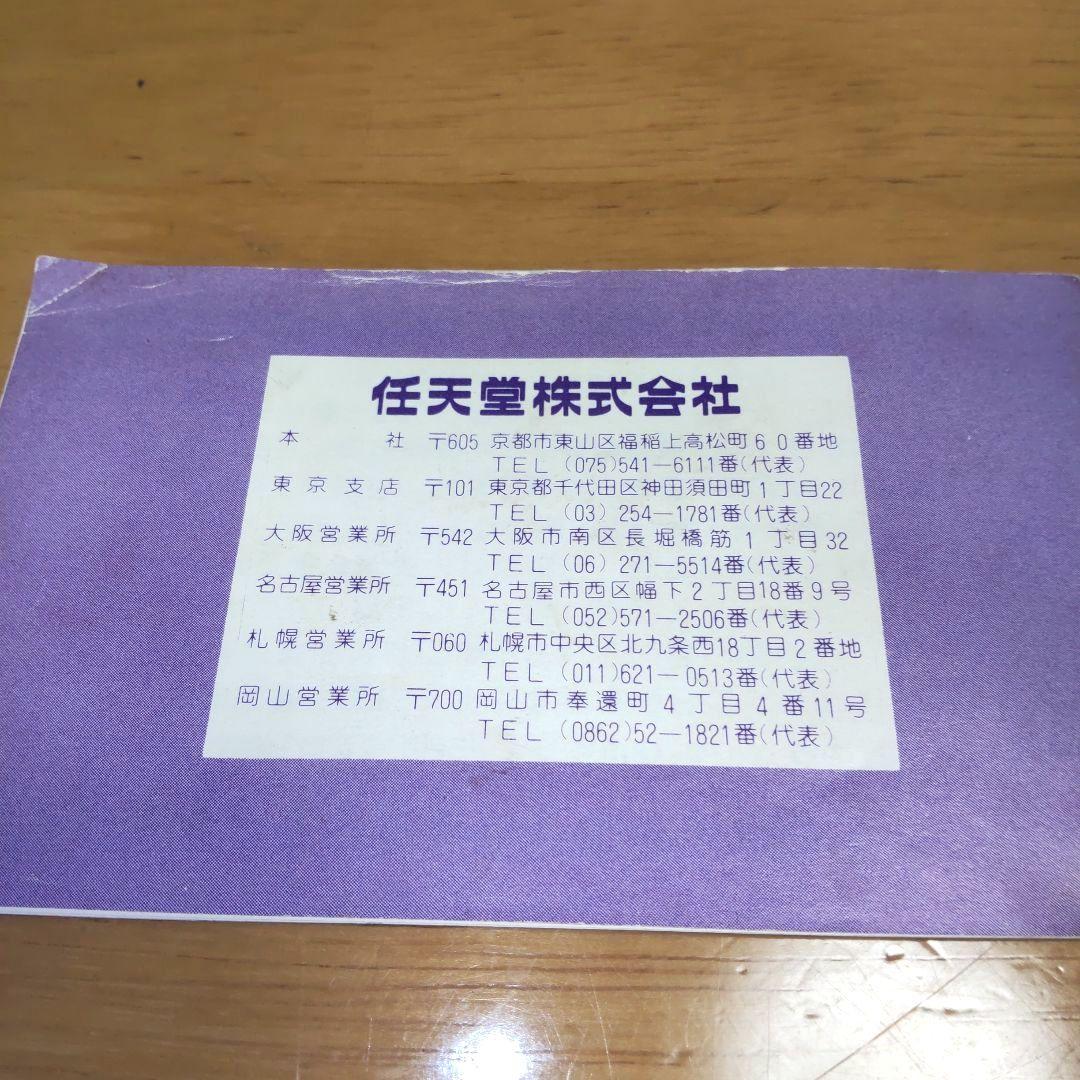 任天堂株式会社
本社 〒605 京都市東山区福稲上高松町60番地
TEL (075)541-6111番(代表)
東京支店 〒101 東京都千代田区神田須田町1丁目22
TEL (03) 254-1781番(代表)
大阪営業所 〒542 大阪市南区長堀橋筋1丁目32
TEL (06) 271-5514番(代表)
名古屋営業所 〒451 名古屋市西区幅下2丁目18番9号
TEL (052)571-2506番(代表)
札幌営業所 〒060 札幌市中央区北九条西18丁目2番地
TEL (011)621-0513番(代表)
岡山営業所 〒700 岡山市奉還町4丁目4番11号
TEL (0862)52-1821番(代表)